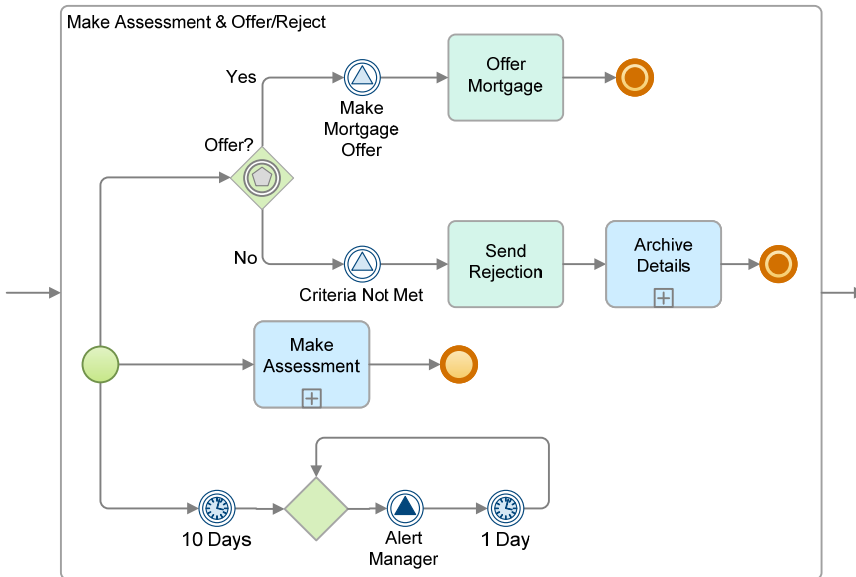 Make Assessment & Offer/Reject
Yes
Make
Mortgage
Offer
Offer
Mortgage
Offer?
No
Criteria Not Met
Send
Rejection
Archive
Details
Make
Assessment
10 Days
Alert
Manager
1 Day